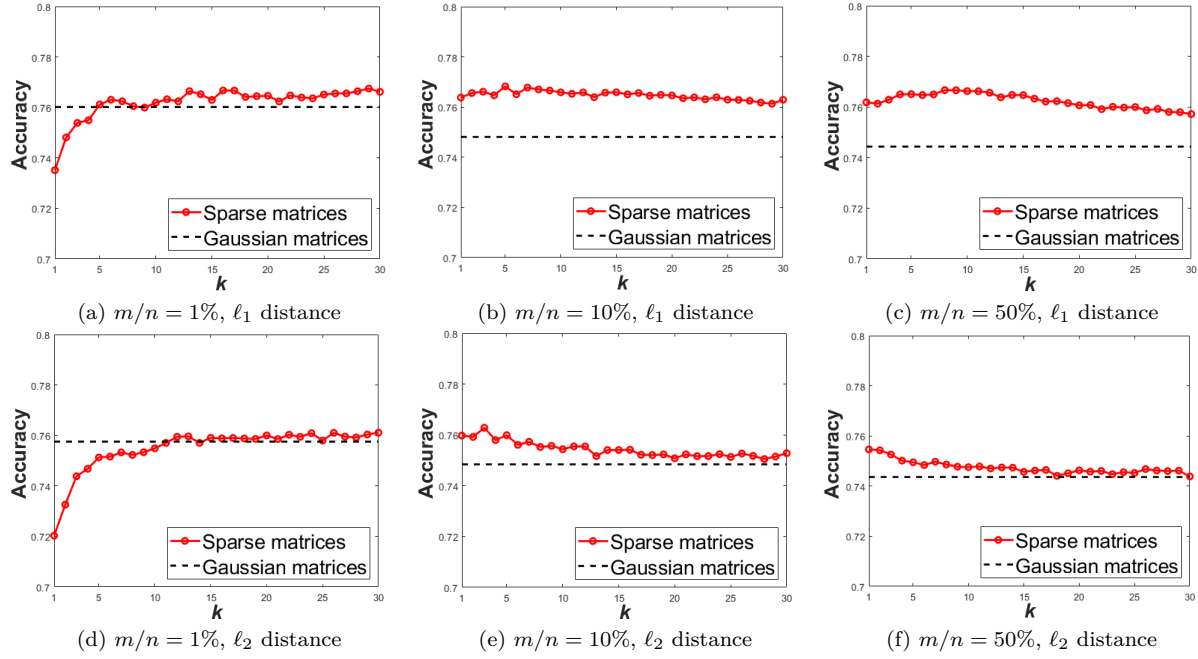 0.8
0.78
0.76
0.74
0.72
0.7
Accuracy
Sparse matrices
Gaussian matrices
1 5 10 15 20 25 30
k
(a) m/n = 1%, ℓ₁ distance
0.8
0.78
0.76
0.74
0.72
0.7
Accuracy
Sparse matrices
Gaussian matrices
1 5 10 15 20 25 30
k
(b) m/n = 10%, ℓ₁ distance
0.8
0.78
0.76
0.74
0.72
0.7
Accuracy
Sparse matrices
Gaussian matrices
1 5 10 15 20 25 30
k
(c) m/n = 50%, ℓ₁ distance
0.8
0.78
0.76
0.74
0.72
0.7
Accuracy
Sparse matrices
Gaussian matrices
1 5 10 15 20 25 30
k
(d) m/n = 1%, ℓ₂ distance
0.8
0.78
0.76
0.74
0.72
0.7
Accuracy
Sparse matrices
Gaussian matrices
1 5 10 15 20 25 30
k
(e) m/n = 10%, ℓ₂ distance
0.8
0.78
0.76
0.74
0.72
0.7
Accuracy
Sparse matrices
Gaussian matrices
1 5 10 15 20 25 30
k
(f) m/n = 50%, ℓ₂ distance